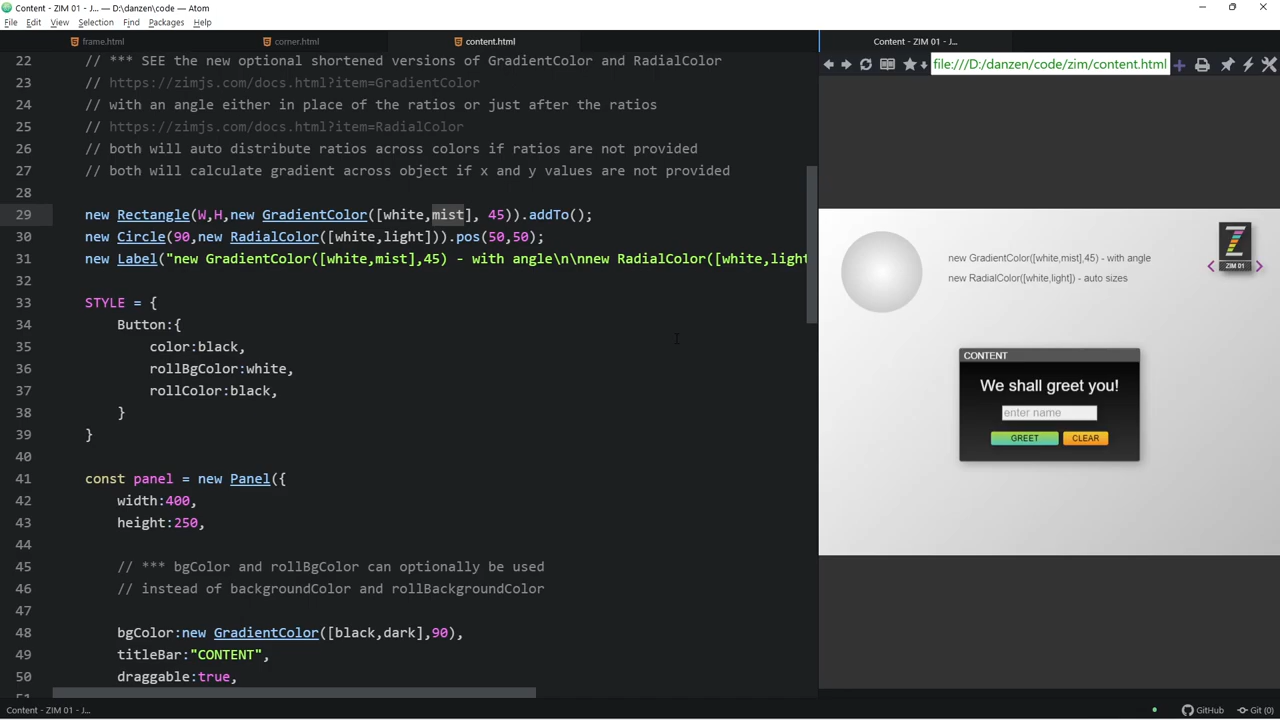 Content - ZIM 01 - J... — D:\danzen\code — Atom
File Edit View Selection Find Packages Help
frame.html corner.html content.html Content - ZIM 01 - J...
file:///D:/danzen/code/zim/content.html
22 // *** SEE the new optional shortened versions of GradientColor and RadialColor
23 // https://zimjs.com/docs.html?item=GradientColor
24 // with an angle either in place of the ratios or just after the ratios
25 // https://zimjs.com/docs.html?item=RadialColor
26 // both will auto distribute ratios across colors if ratios are not provided
27 // both will calculate gradient across object if x and y values are not provided
28
29 new Rectangle(W,H,new GradientColor([white,mist], 45)).addTo();
30 new Circle(90,new RadialColor([white,light])).pos(50,50);
31 new Label("new GradientColor([white,mist],45) - with angle\n\nnew RadialColor([white,light
32
33 STYLE = {
34 Button:{
35 color:black,
36 rollBgColor:white,
37 rollColor:black,
38 }
39 }
40
41 const panel = new Panel({
42 width:400,
43 height:250,
44
45 // *** bgColor and rollBgColor can optionally be used
46 // instead of backgroundColor and rollBackgroundColor
47
48 bgColor:new GradientColor([black,dark],90),
49 titleBar:"CONTENT",
50 draggable:true,
new GradientColor([white,mist],45) - with angle
new RadialColor([white,light]) - auto sizes
ZIM 01
CONTENT
We shall greet you!
enter name
GREET CLEAR
Content - ZIM 01 - J...
GitHub Git (0)